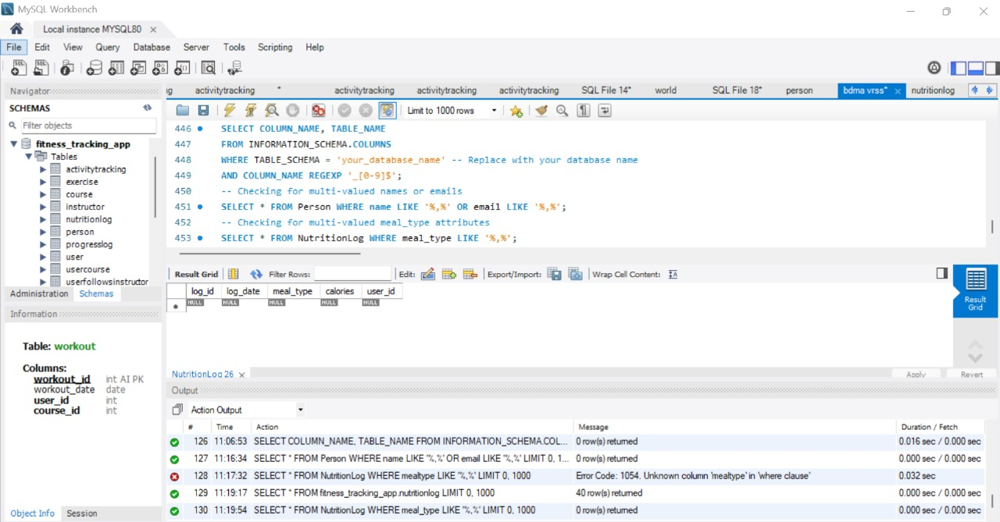 MySQL Workbench
Local instance MYSQL80 ×
File Edit View Query Database Server Tools Scripting Help
Navigator
SCHEMAS
Filter objects
fitness_tracking_app
Tables
activitytracking
exercise
course
instructor
nutritionlog
person
progresslog
user
usercourse
userfollowsinstructor
Administration Schemas
Information
Table: workout
Columns:
workout_id int AI PK
workout_date date
user_id int
course_id int
Object Info Session
activitytracking * activitytracking activitytracking activitytracking SQL File 14* world SQL File 18* person bdma vrss* × nutritionlog
Limit to 1000 rows
446 SELECT COLUMN_NAME, TABLE_NAME
447 FROM INFORMATION_SCHEMA.COLUMNS
448 WHERE TABLE_SCHEMA = 'your_database_name' -- Replace with your database name
449 AND COLUMN_NAME REGEXP '_[0-9]$';
450 -- Checking for multi-valued names or emails
451 SELECT * FROM Person WHERE name LIKE '%,%' OR email LIKE '%,%';
452 -- Checking for multi-valued meal_type attributes
453 SELECT * FROM NutritionLog WHERE meal_type LIKE '%,%';
Result Grid Filter Rows: Edit: Export/Import: Wrap Cell Content:
log_id log_date meal_type calories user_id
NULL NULL NULL NULL NULL
Result
Grid
NutritionLog 26 × Apply Revert
Output
Action Output
# Time Action Message Duration / Fetch
126 11:06:53 SELECT COLUMN_NAME, TABLE_NAME FROM INFORMATION_SCHEMA.COL... 0 row(s) returned 0.016 sec / 0.000 sec
127 11:16:34 SELECT * FROM Person WHERE name LIKE '%,%' OR email LIKE '%,%' LIMIT 0, 1... 0 row(s) returned 0.000 sec / 0.000 sec
128 11:17:32 SELECT * FROM NutritionLog WHERE mealtype LIKE '%,%' LIMIT 0, 1000 Error Code: 1054. Unknown column 'mealtype' in 'where clause' 0.032 sec
129 11:19:17 SELECT * FROM fitness_tracking_app.nutritionlog LIMIT 0, 1000 40 row(s) returned 0.000 sec / 0.000 sec
130 11:19:54 SELECT * FROM NutritionLog WHERE meal_type LIKE '%,%' LIMIT 0, 1000 0 row(s) returned 0.000 sec / 0.000 sec